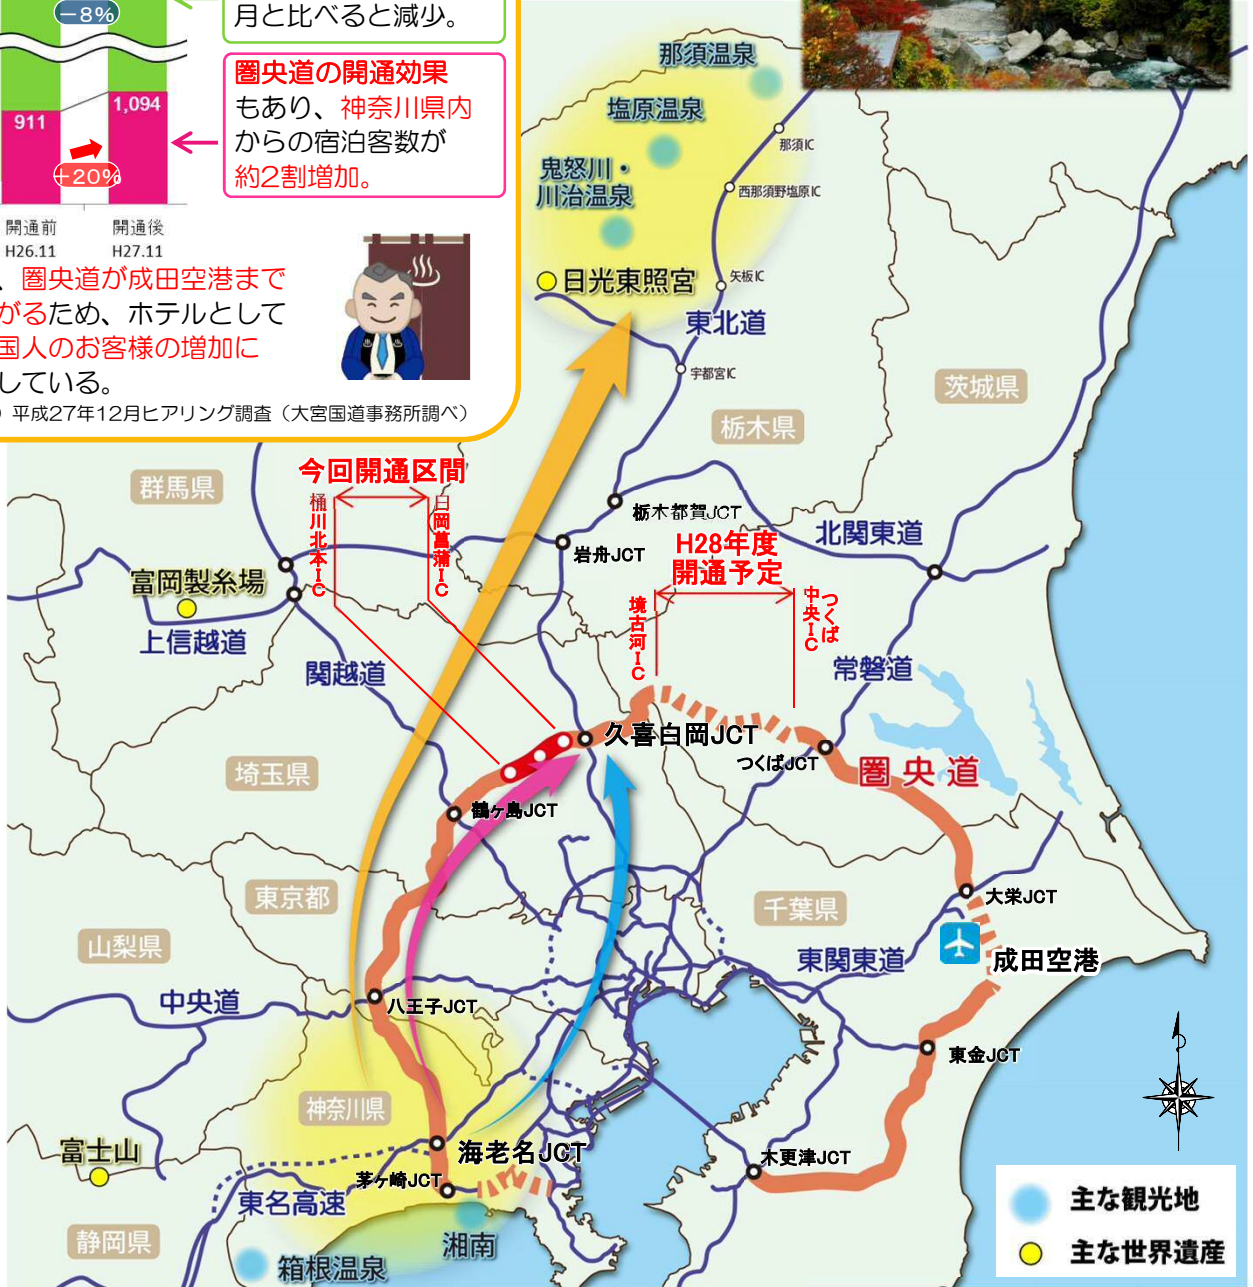 -8%
月と比べると減少。
圏央道の開通効果
もあり、神奈川県内
からの宿泊客数が
約2割増加。
911
1,094
+20%
開通前
H26.11
開通後
H27.11
、圏央道が成田空港まで
がるため、ホテルとして
国人のお客様の増加に
している。
）平成27年12月ヒアリング調査（大宮国道事務所調べ）
那須温泉
塩原温泉
鬼怒川・
川治温泉
日光東照宮
那須IC
西那須野塩原IC
矢板IC
東北道
宇都宮IC
茨城県
栃木県
群馬県
今回開通区間
桶川北本IC
白岡菖蒲IC
栃木都賀JCT
岩舟JCT
北関東道
H28年度
開通予定
境古河IC
つくば
中央IC
富岡製糸場
上信越道
関越道
常磐道
久喜白岡JCT
つくばJCT
圏央道
埼玉県
鶴ヶ島JCT
東京都
千葉県
大栄JCT
山梨県
東関東道
成田空港
中央道
八王子JCT
東金JCT
神奈川県
富士山
海老名JCT
茅ヶ崎JCT
木更津JCT
東名高速
静岡県
湘南
箱根温泉
主な観光地
主な世界遺産